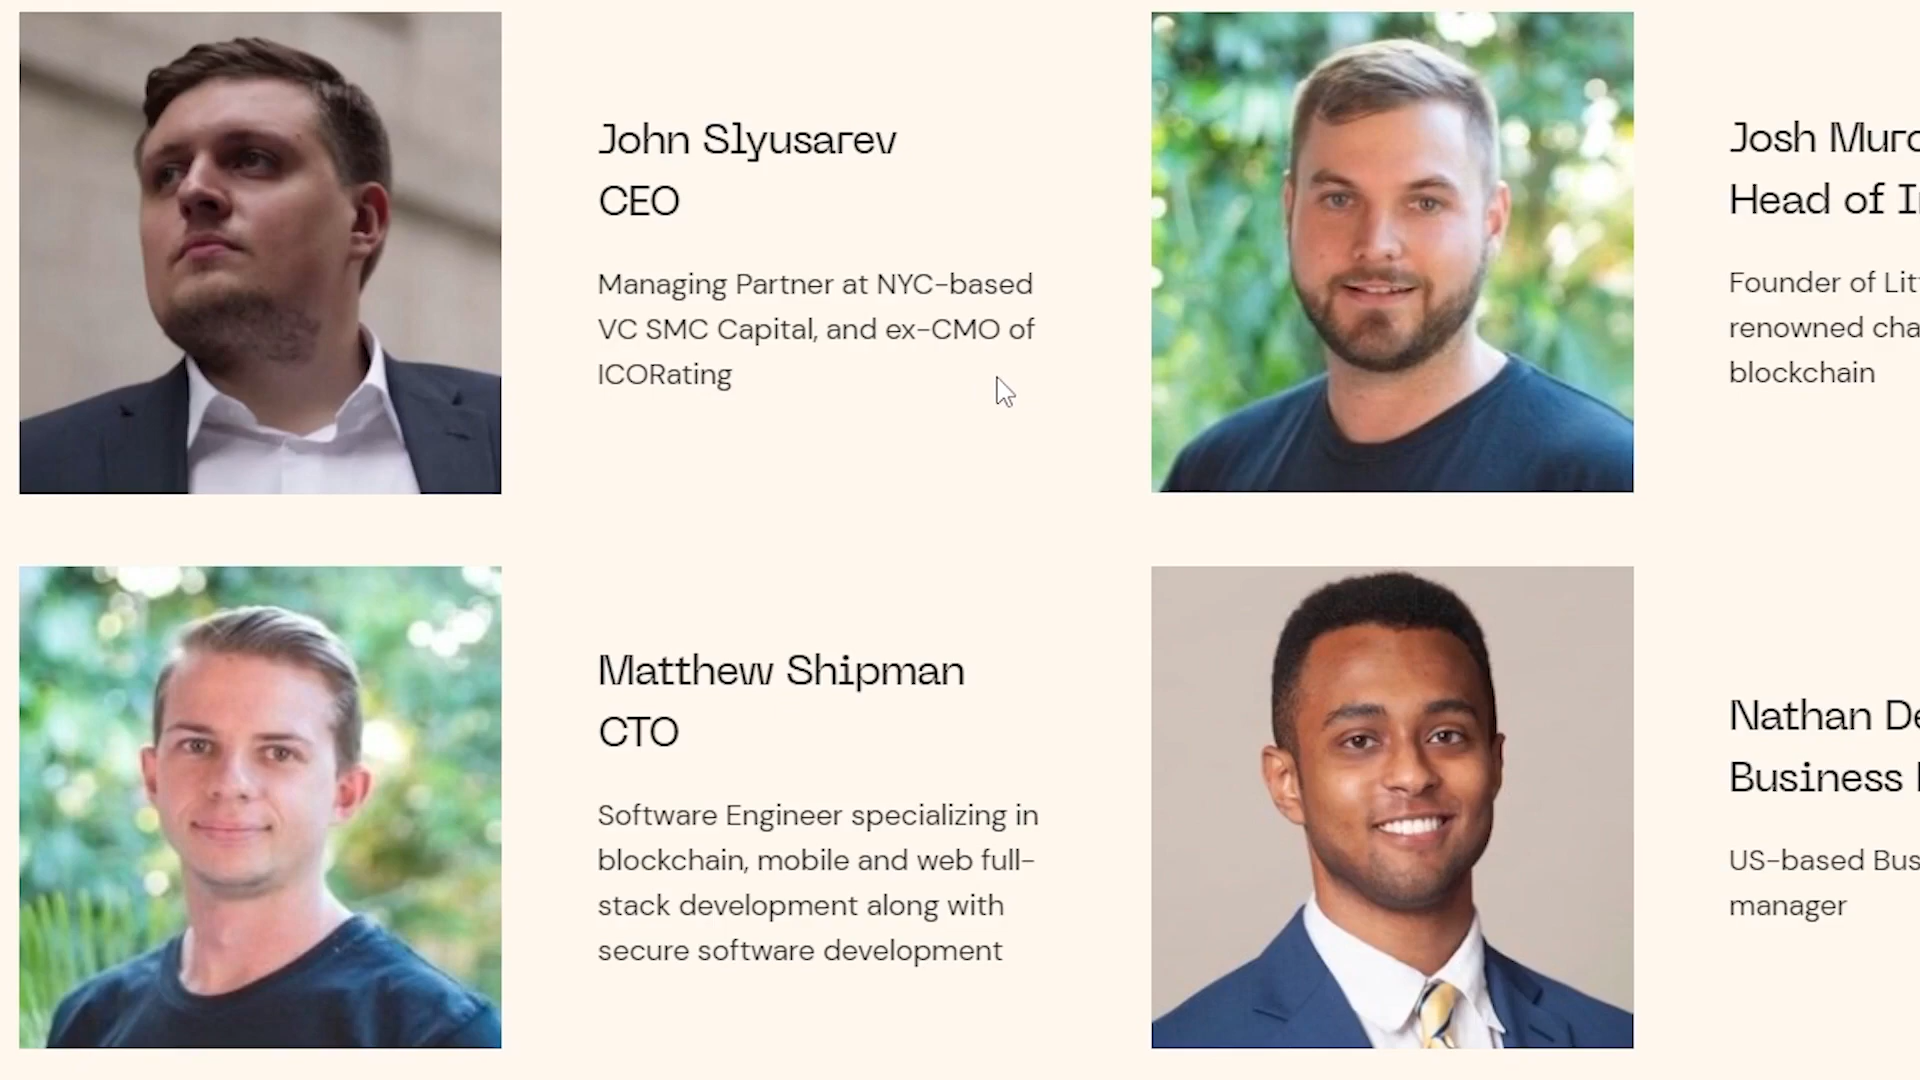 John Slyusarev
CEO
Managing Partner at NYC-based
VC SMC Capital, and ex-CMO of
ICORating
Josh
Head of
Founder of
renowned
blockchain
Matthew Shipman
CTO
Software Engineer specializing in
blockchain, mobile and web full-
stack development along with
secure software development
Nathan
Business
US-based
manager